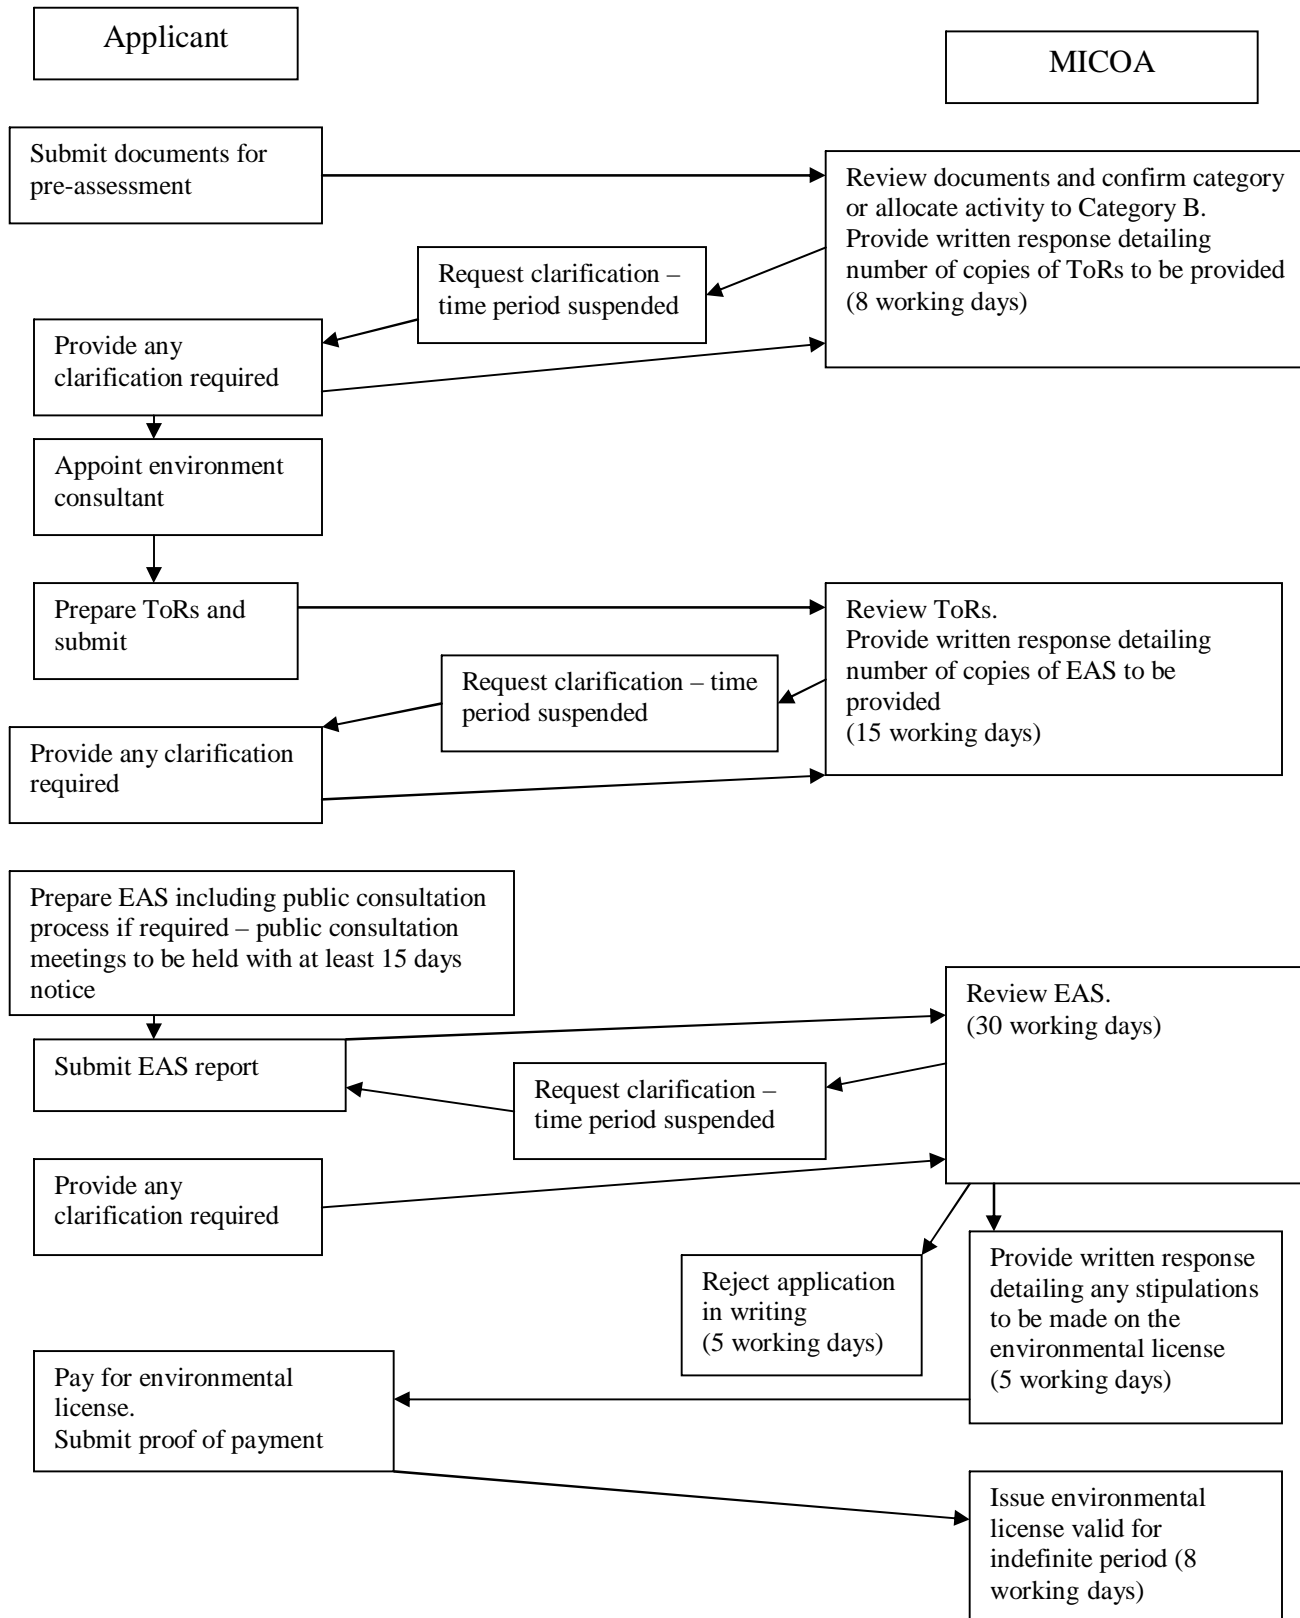 Applicant
MICOA
Submit documents for
pre-assessment
Review documents and confirm category
or allocate activity to Category B.
Provide written response detailing
number of copies of ToRs to be provided
(8 working days)
Request clarification –
time period suspended
Provide any
clarification required
Appoint environment
consultant
Prepare ToRs and
submit
Review ToRs.
Provide written response detailing
number of copies of EAS to be
provided
(15 working days)
Request clarification – time
period suspended
Provide any clarification
required
Prepare EAS including public consultation
process if required – public consultation
meetings to be held with at least 15 days
notice
Review EAS.
(30 working days)
Submit EAS report
Request clarification –
time period suspended
Provide any
clarification required
Reject application
in writing
(5 working days)
Provide written response
detailing any stipulations
to be made on the
environmental license
(5 working days)
Pay for environmental
license.
Submit proof of payment
Issue environmental
license valid for
indefinite period (8
working days)